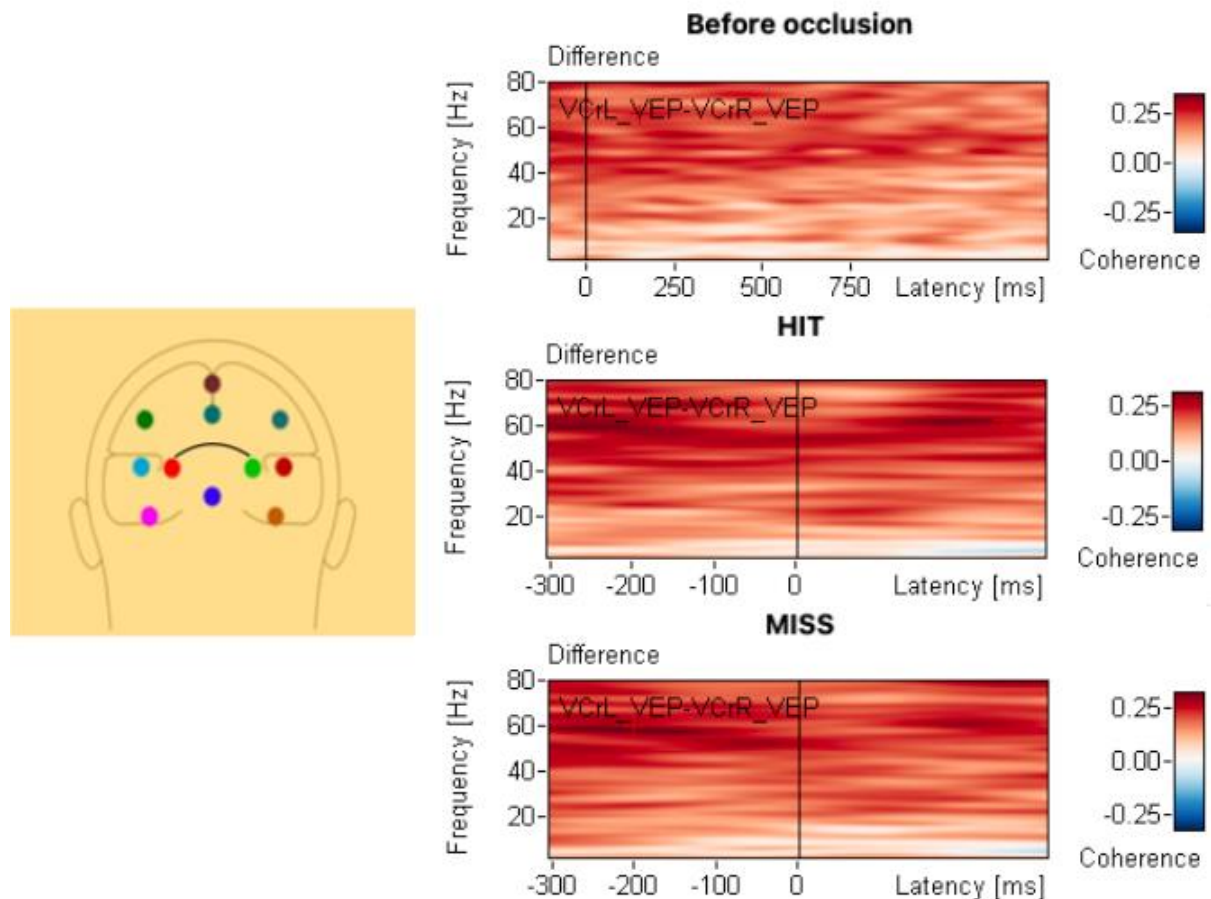 Before occlusion
Difference
VCrL_VEP-VCrR_VEP
Frequency [Hz]
80
60
40
20
0 250 500 750 Latency [ms]
0.25
0.00
-0.25
Coherence
HIT
Difference
VCrL_VEP-VCrR_VEP
Frequency [Hz]
80
60
40
20
-300 -200 -100 0 Latency [ms]
0.25
0.00
-0.25
Coherence
MISS
Difference
VCrL_VEP-VCrR_VEP
Frequency [Hz]
80
60
40
20
-300 -200 -100 0 Latency [ms]
0.25
0.00
-0.25
Coherence